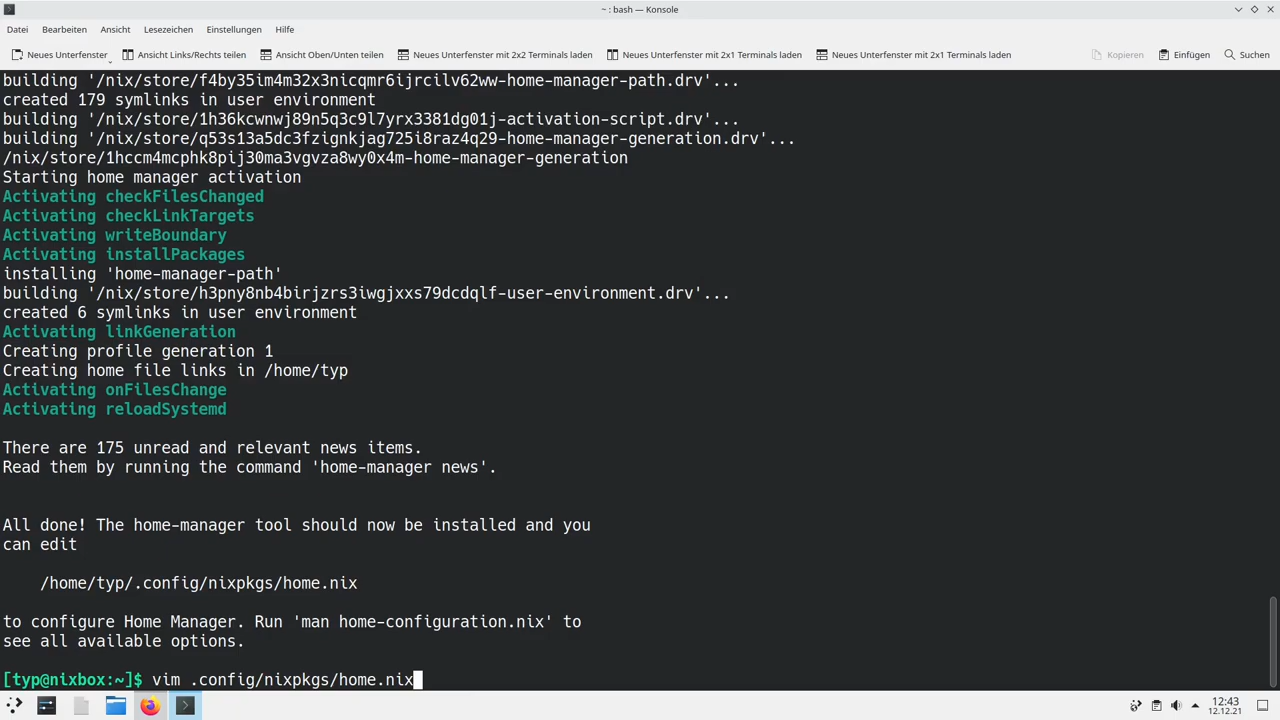 ~ : bash — Konsole
Datei Bearbeiten Ansicht Lesezeichen Einstellungen Hilfe
Neues Unterfenster Ansicht Links/Rechts teilen Ansicht Oben/Unten teilen Neues Unterfenster mit 2x2 Terminals laden Neues Unterfenster mit 2x1 Terminals laden Neues Unterfenster mit 2x1 Terminals laden Kopieren Einfügen Suchen
building '/nix/store/f4by35im4m32x3nicqmr6ijrcilv62ww-home-manager-path.drv'...
created 179 symlinks in user environment
building '/nix/store/1h36kcwnwj89n5q3c9l7yrx3381dg01j-activation-script.drv'...
building '/nix/store/q53s13a5dc3fzignkjag725i8raz4q29-home-manager-generation.drv'...
/nix/store/1hccm4mcphk8pij30ma3vgvza8wy0x4m-home-manager-generation
Starting home manager activation
Activating checkFilesChanged
Activating checkLinkTargets
Activating writeBoundary
Activating installPackages
installing 'home-manager-path'
building '/nix/store/h3pny8nb4birjzrs3iwgjxxs79dcdqlf-user-environment.drv'...
created 6 symlinks in user environment
Activating linkGeneration
Creating profile generation 1
Creating home file links in /home/typ
Activating onFilesChange
Activating reloadSystemd
There are 175 unread and relevant news items.
Read them by running the command 'home-manager news'.
All done! The home-manager tool should now be installed and you
can edit
/home/typ/.config/nixpkgs/home.nix
to configure Home Manager. Run 'man home-configuration.nix' to
see all available options.
[typ@nixbox:~]$ vim .config/nixpkgs/home.nix
12:43
12.12.21